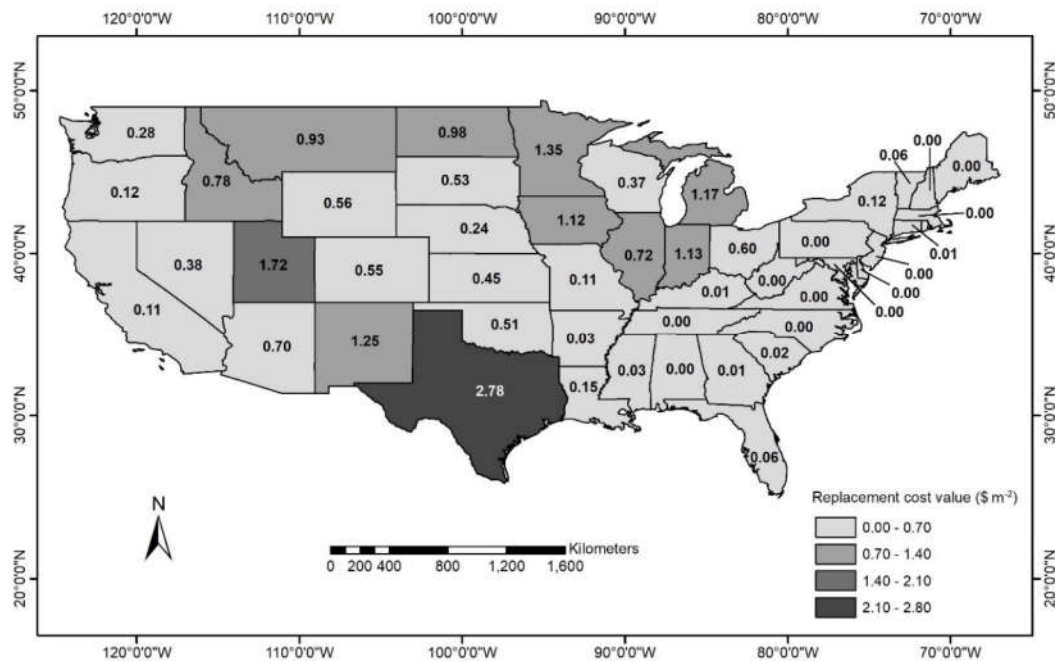 120°0'0"W 110°0'0"W 100°0'0"W 90°0'0"W 80°0'0"W 70°0'0"W
50°0'0"N 50°0'0"N
0.28 0.93 0.98 1.35 0.00
0.06 0.00
0.12 0.78 0.53 0.37 1.17 0.12
0.56 0.00
0.24 1.12 0.01
40°0'0"N 0.38 1.72 0.55 0.72 1.13 0.60 0.00 0.00 40°0'0"N
0.45 0.11 0.00 0.00
0.11 0.01 0.00 0.00
0.70 1.25 0.51 0.03 0.00 0.00
0.02
2.78 0.15 0.03 0.00 0.01
30°0'0"N 30°0'0"N
0.06
Replacement cost value ($ m-2)
N
0.00 - 0.70
0.70 - 1.40
1.40 - 2.10
2.10 - 2.80
Kilometers
0 200 400 800 1,200 1,600
20°0'0"N 20°0'0"N
120°0'0"W 110°0'0"W 100°0'0"W 90°0'0"W 80°0'0"W 70°0'0"W